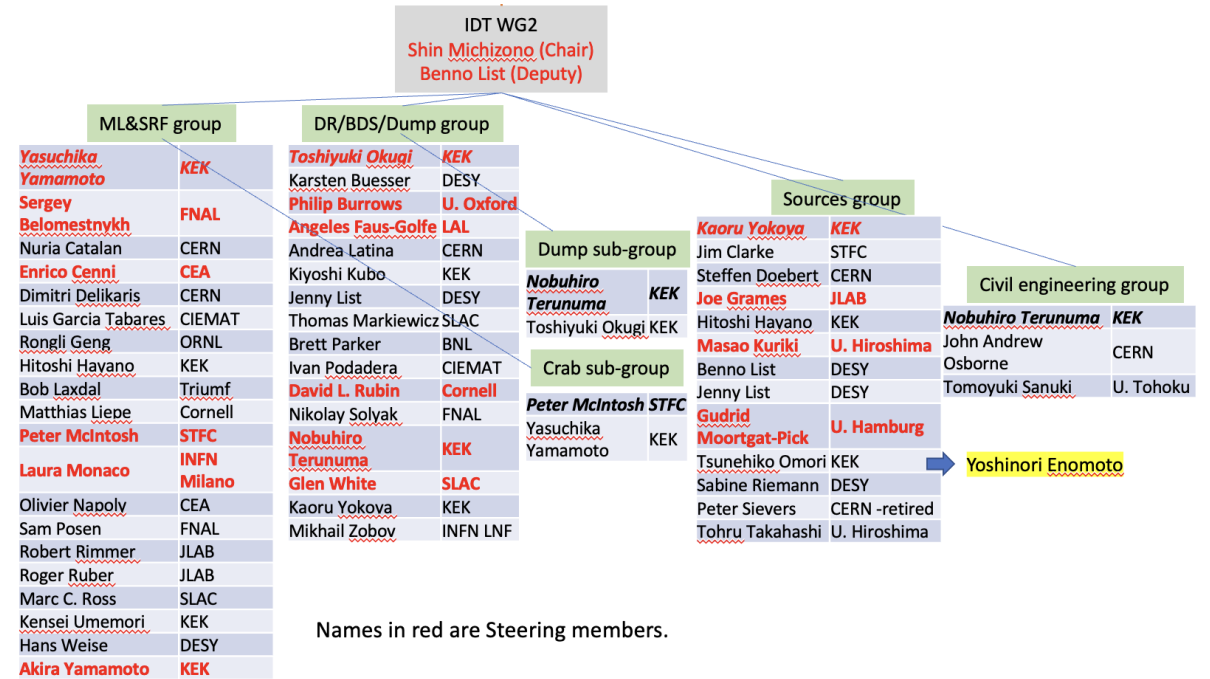 IDT WG2
Shin Michizono (Chair)
Benno List (Deputy)
ML&SRF group
Yasuchika Yamamoto KEK
Sergey Belomestnykh FNAL
Nuria Catalan CERN
Enrico Cenni CEA
Dimitri Delikaris CERN
Luis Garcia Tabares CIEMAT
Rongli Geng ORNL
Hitoshi Hayano KEK
Bob Laxdal Triumf
Matthias Liepe Cornell
Peter McIntosh STFC
Laura Monaco INFN Milano
Olivier Napoly CEA
Sam Posen FNAL
Robert Rimmer JLAB
Roger Ruber JLAB
Marc C. Ross SLAC
Kensei Umemori KEK
Hans Weise DESY
Akira Yamamoto KEK
DR/BDS/Dump group
Toshiyuki Okugi KEK
Karsten Buesser DESY
Philip Burrows U. Oxford
Angeles Faus-Golfe LAL
Andrea Latina CERN
Kiyoshi Kubo KEK
Jenny List DESY
Thomas Markiewicz SLAC
Brett Parker BNL
Ivan Podadera CIEMAT
David L. Rubin Cornell
Nikolay Solyak FNAL
Nobuhiro Terunuma KEK
Glen White SLAC
Kaoru Yokoya KEK
Mikhail Zobov INFN LNF
Dump sub-group
Nobuhiro Terunuma KEK
Toshiyuki Okugi KEK
Crab sub-group
Peter McIntosh STFC
Yasuchika Yamamoto KEK
Sources group
Kaoru Yokoya KEK
Jim Clarke STFC
Steffen Doebert CERN
Joe Grames JLAB
Hitoshi Hayano KEK
Masao Kuriki U. Hiroshima
Benno List DESY
Jenny List DESY
Gudrid Moortgat-Pick U. Hamburg
Tsunehiko Omori KEK
Yoshinori Enomoto
Sabine Riemann DESY
Peter Sievers CERN -retired
Tohru Takahashi U. Hiroshima
Civil engineering group
Nobuhiro Terunuma KEK
John Andrew Osborne CERN
Tomoyuki Sanuki U. Tohoku
Names in red are Steering members.